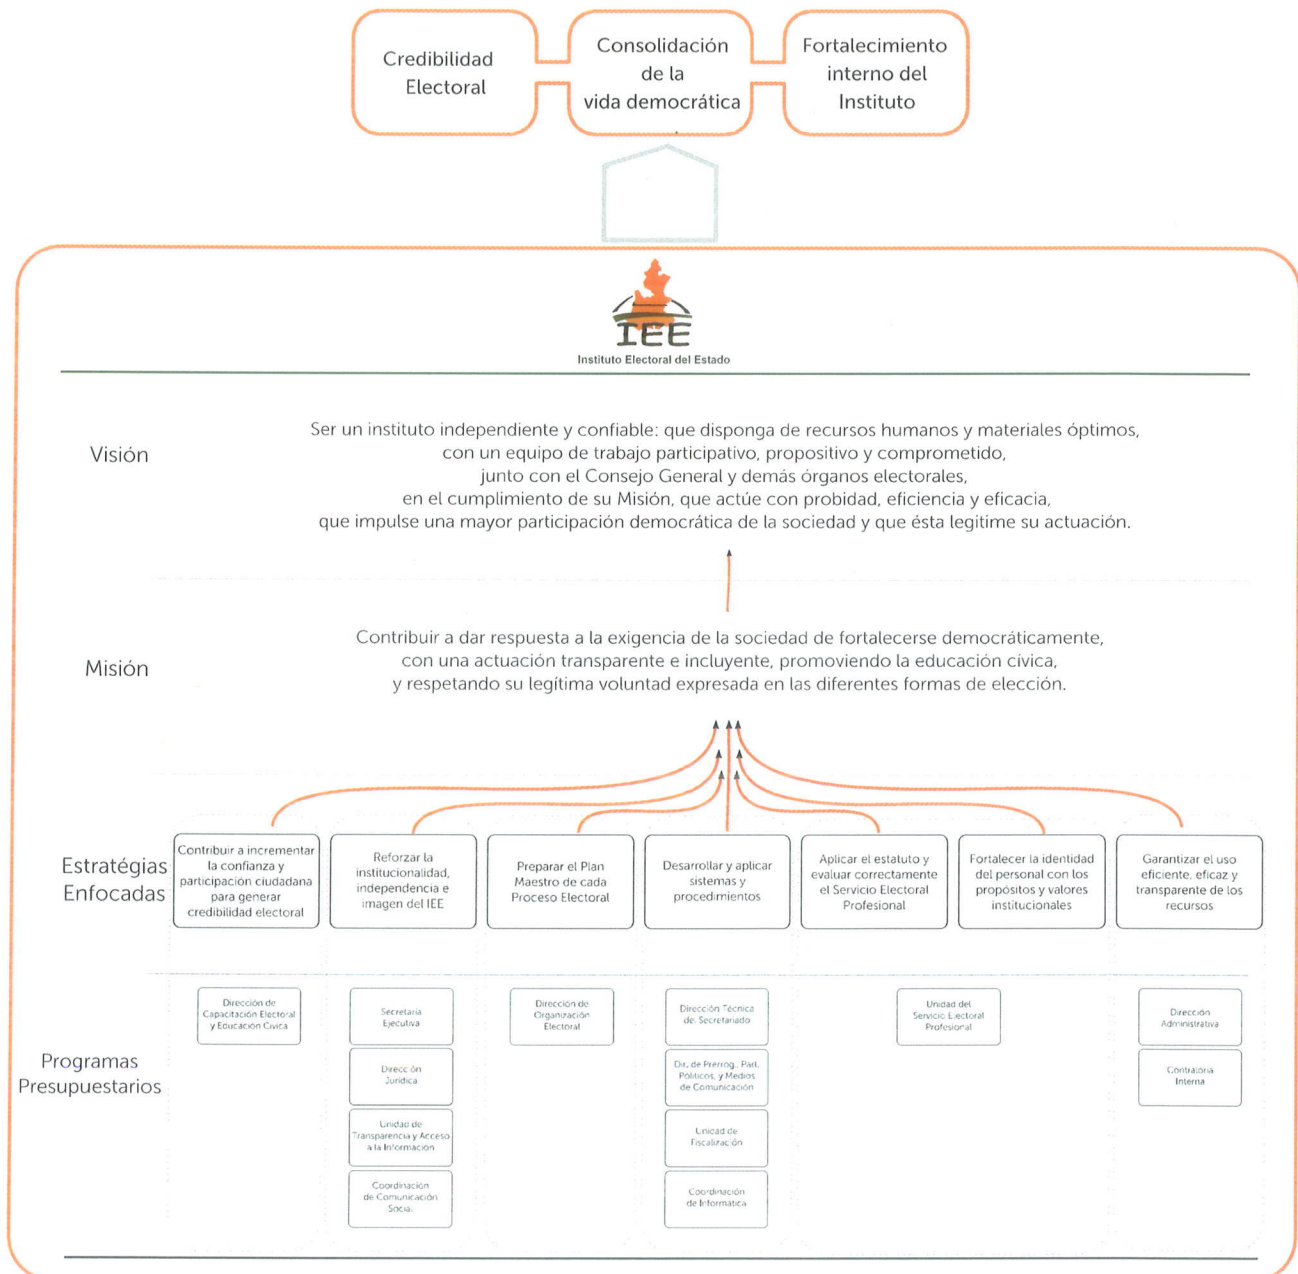 Credibilidad
Electoral
Consolidación
de la
vida democrática
Fortalecimiento
interno del
Instituto
IEE
Instituto Electoral del Estado
Visión
Ser un instituto independiente y confiable: que disponga de recursos humanos y materiales óptimos,
con un equipo de trabajo participativo, propositivo y comprometido,
junto con el Consejo General y demás órganos electorales,
en el cumplimiento de su Misión, que actúe con probidad, eficiencia y eficacia,
que impulse una mayor participación democrática de la sociedad y que ésta legitime su actuación.
Misión
Contribuir a dar respuesta a la exigencia de la sociedad de fortalecerse democráticamente,
con una actuación transparente e incluyente, promoviendo la educación cívica,
y respetando su legítima voluntad expresada en las diferentes formas de elección.
Estratégias
Enfocadas
Contribuir a incrementar
la confianza y
participación ciudadana
para generar
credibilidad electoral
Reforzar la
institucionalidad,
independencia e
imagen del IEE
Preparar el Plan
Maestro de cada
Proceso Electoral
Desarrollar y aplicar
sistemas y
procedimientos
Aplicar el estatuto y
evaluar correctamente
el Servicio Electoral
Profesional
Fortalecer la identidad
del personal con los
propósitos y valores
institucionales
Garantizar el uso
eficiente, eficaz y
transparente de los
recursos
Programas
Presupuestarios
Dirección de
Capacitación Electoral
y Educación Cívica
Secretaría
Ejecutiva
Dirección
Jurídica
Unidad de
Transparencia y Acceso
a la Información
Coordinación
de Comunicación
Social
Dirección de
Organización
Electoral
Dirección Técnica
del Secretariado
Dir. de Prerrog., Part.
Políticos, y Medios
de Comunicación
Unidad de
Fiscalización
Coordinación
de Informática
Unidad del
Servicio Electoral
Profesional
Dirección
Administrativa
Contraloría
Interna